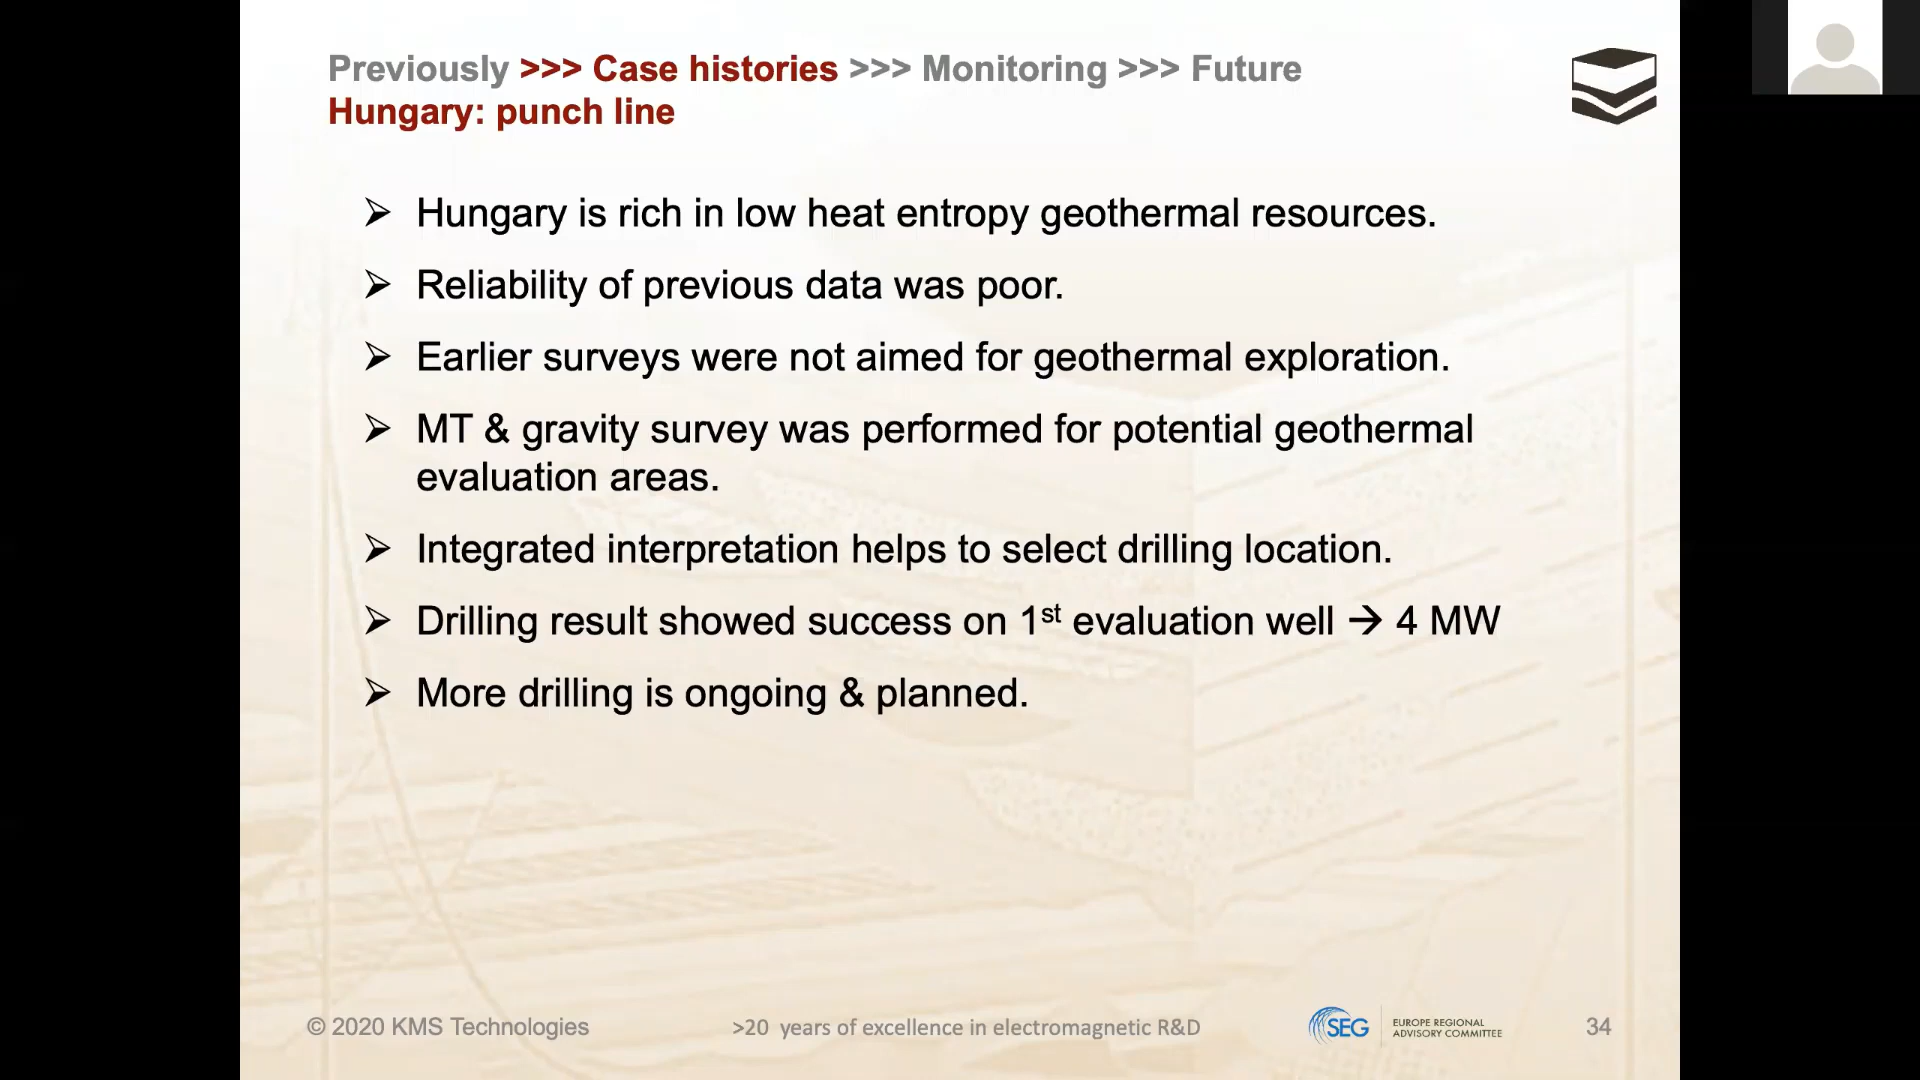 Previously >>> Case histories >>> Monitoring >>> Future
Hungary: punch line
➢ Hungary is rich in low heat entropy geothermal resources.
➢ Reliability of previous data was poor.
➢ Earlier surveys were not aimed for geothermal exploration.
➢ MT & gravity survey was performed for potential geothermal
evaluation areas.
➢ Integrated interpretation helps to select drilling location.
➢ Drilling result showed success on 1st evaluation well → 4 MW
➢ More drilling is ongoing & planned.
© 2020 KMS Technologies
>20 years of excellence in electromagnetic R&D
SEG
EUROPE REGIONAL
ADVISORY COMMITTEE
34